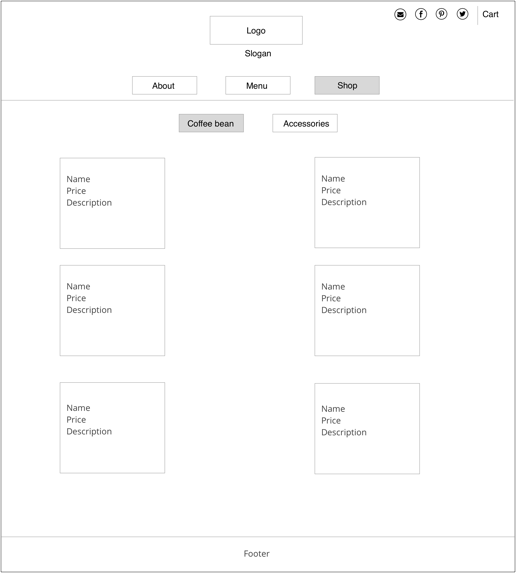 Cart
Logo
Slogan
About
Menu
Shop
Coffee bean
Accessories
Name
Price
Description
Name
Price
Description
Name
Price
Description
Name
Price
Description
Name
Price
Description
Name
Price
Description
Footer